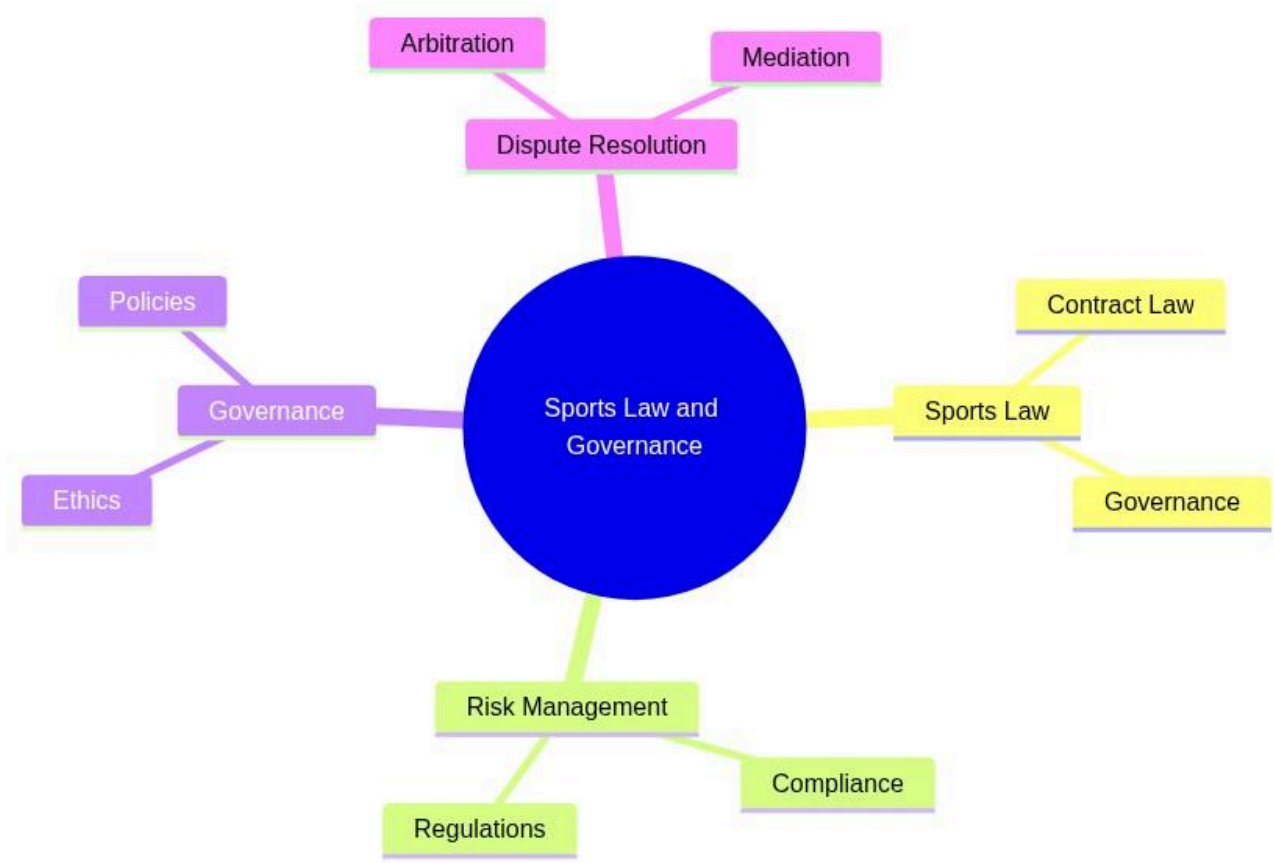 Arbitration
Mediation
Dispute Resolution
Policies
Governance
Ethics
Sports Law and
Governance
Contract Law
Sports Law
Governance
Risk Management
Compliance
Regulations